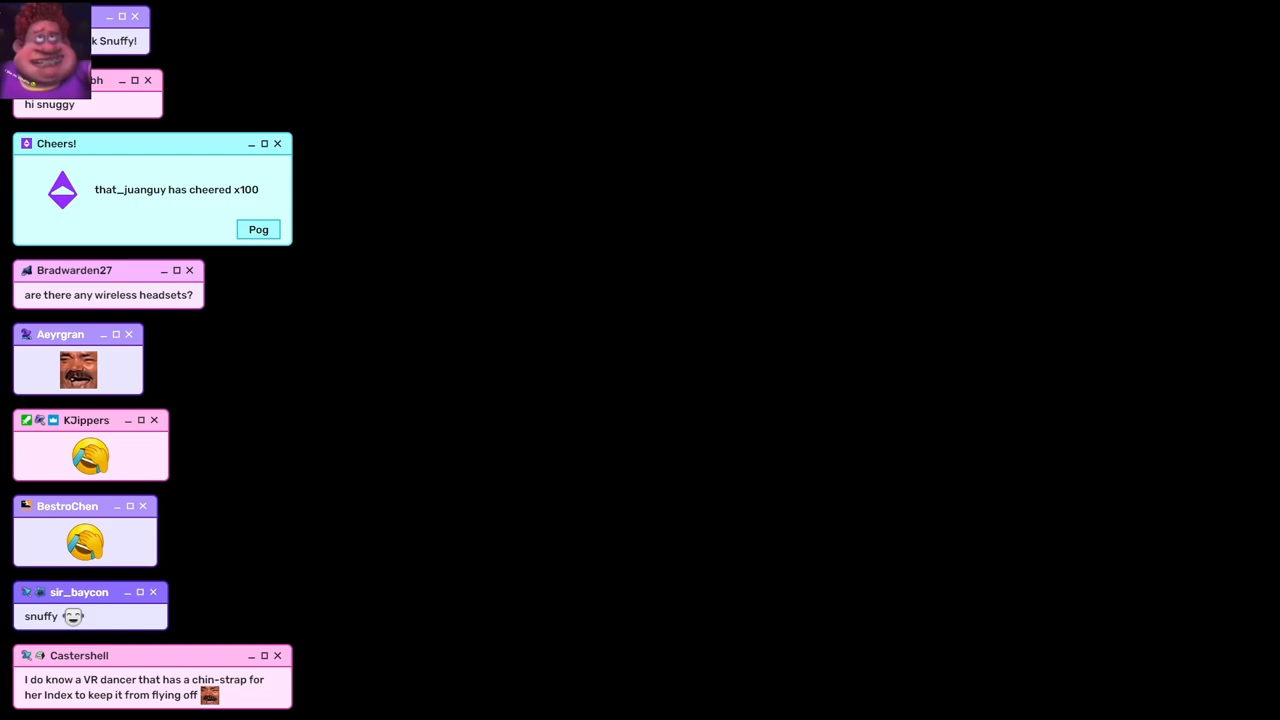 k Snuffy!
bh
hi snuggy
Cheers!
that_juanguy has cheered x100
Pog
Bradwarden27
are there any wireless headsets?
Aeyrgran
KJippers
BestroChen
sir_baycon
snuffy
Castershell
I do know a VR dancer that has a chin-strap for
her Index to keep it from flying off